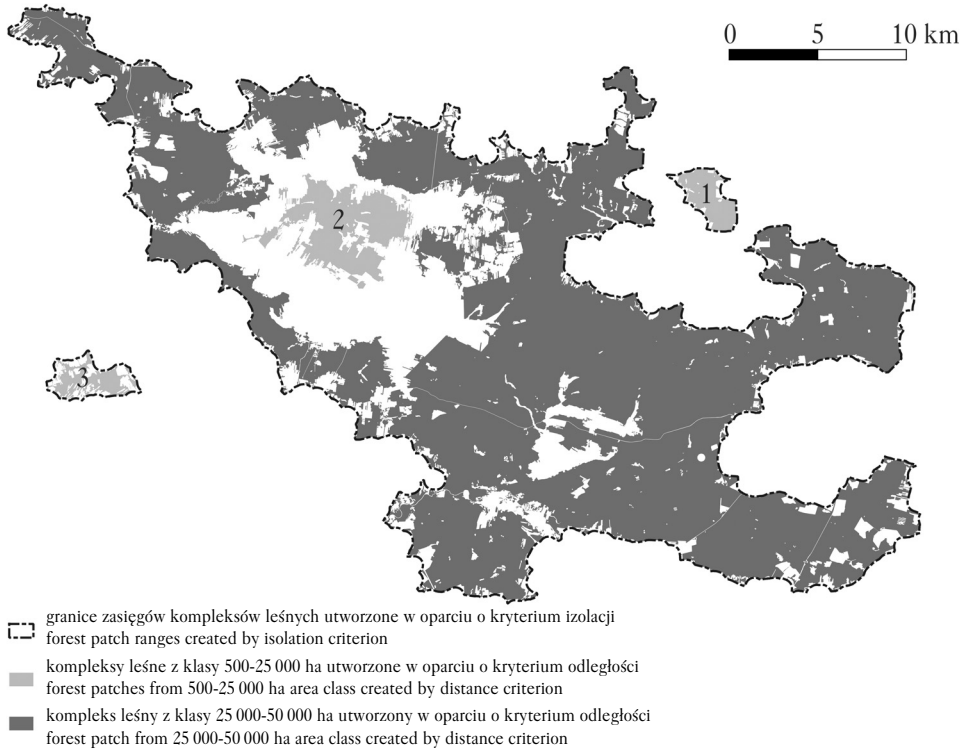 0 5 10 km
1
2
3
granice zasięgów kompleksów leśnych utworzone w oparciu o kryterium izolacji
forest patch ranges created by isolation criterion
kompleksy leśne z klasy 500-25 000 ha utworzone w oparciu o kryterium odległości
forest patches from 500-25 000 ha area class created by distance criterion
kompleks leśny z klasy 25 000-50 000 ha utworzony w oparciu o kryterium odległości
forest patch from 25 000-50 000 ha area class created by distance criterion